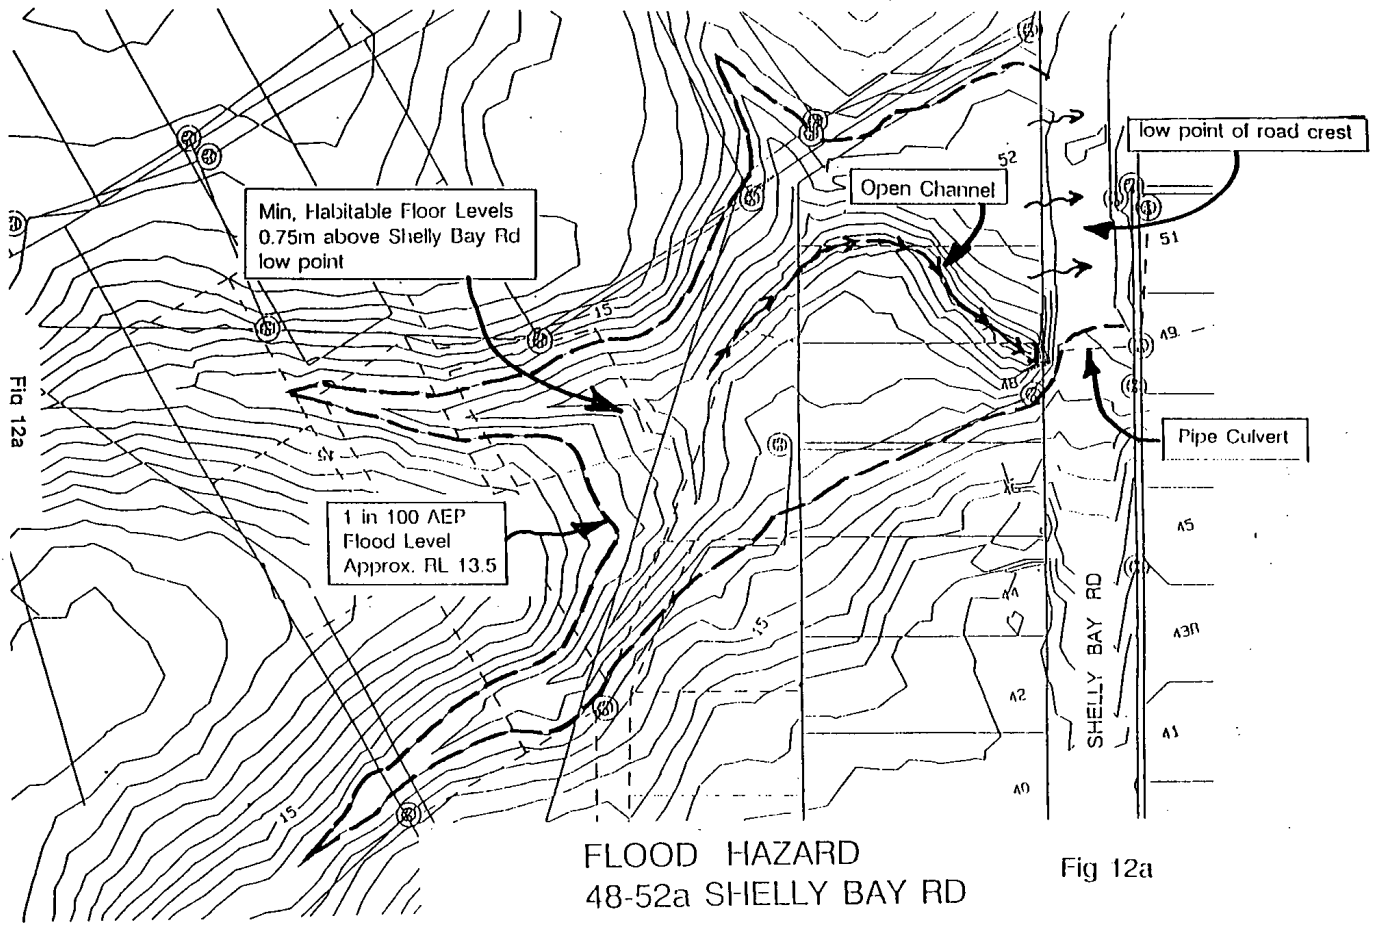 low point of road crest
52
Open Channel
Min, Habitable Floor Levels
0.75m above Shelly Bay Rd
low point
51
15
49
48
Fig 12a
Pipe Culvert
1 in 100 AEP
Flood Level
Approx. RL 13.5
45
44
15
43A
SHELLY BAY RD
42
41
40
15
FLOOD HAZARD
48-52a SHELLY BAY RD
Fig 12a